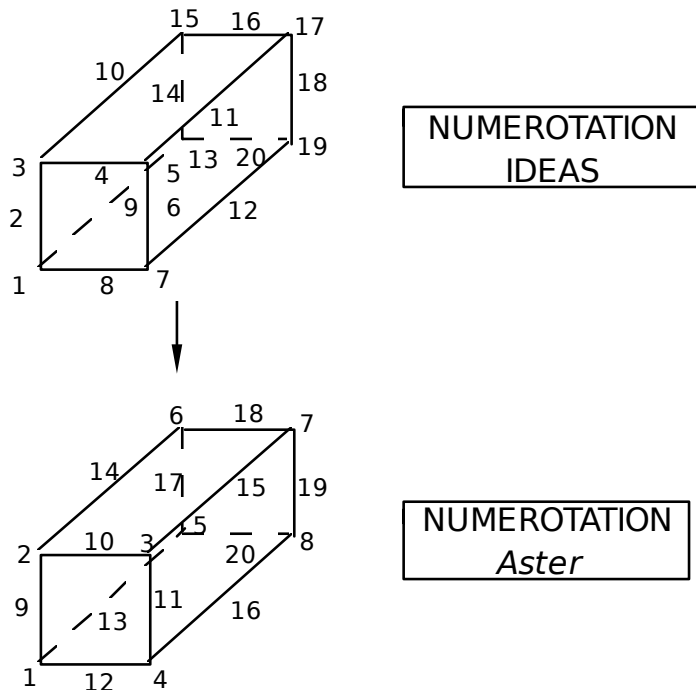 15 16 17
10
14
18
11
3 4 5 13 20 19
2 9 6 12
1 8 7
NUMEROTATION
IDEAS
6 18 7
14 17 15 19
2 10 3 5 20 8
9 13 11 16
1 12 4
NUMEROTATION
Aster